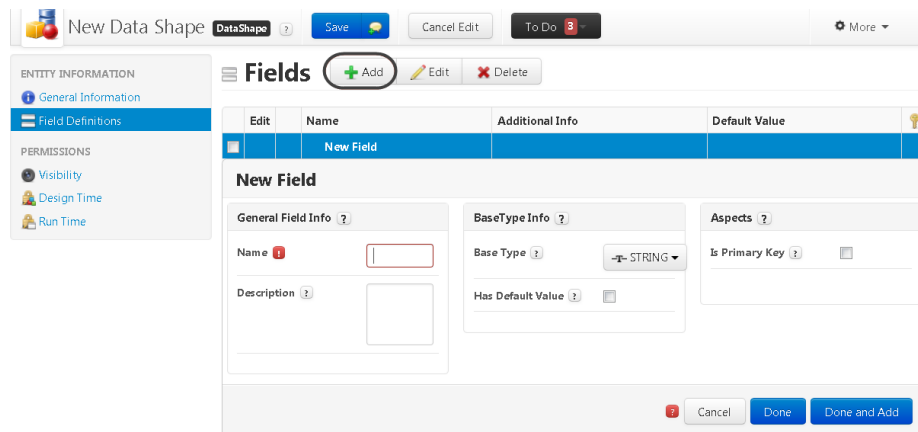 New Data Shape DataShape ? Save Cancel Edit To Do 3 More
ENTITY INFORMATION
General Information
Field Definitions
PERMISSIONS
Visibility
Design Time
Run Time
Fields Add Edit Delete
Edit Name Additional Info Default Value
New Field
New Field
General Field Info ?
Name !
Description ?
BaseType Info ?
Base Type ? -T- STRING
Has Default Value ?
Aspects ?
Is Primary Key ?
? Cancel Done Done and Add